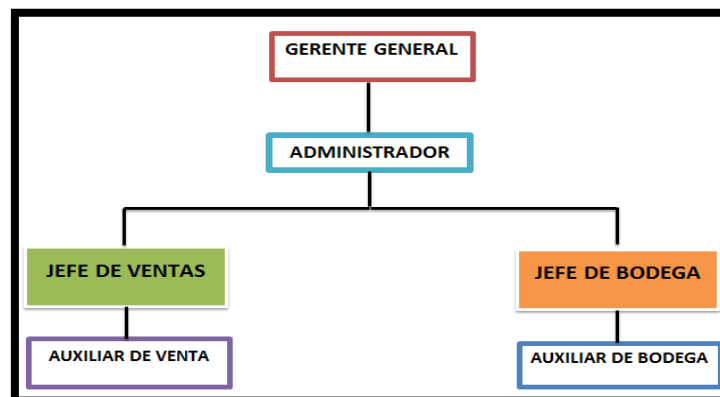 GERENTE GENERAL
ADMINISTRADOR
JEFE DE VENTAS
JEFE DE BODEGA
AUXILIAR DE VENTA
AUXILIAR DE BODEGA